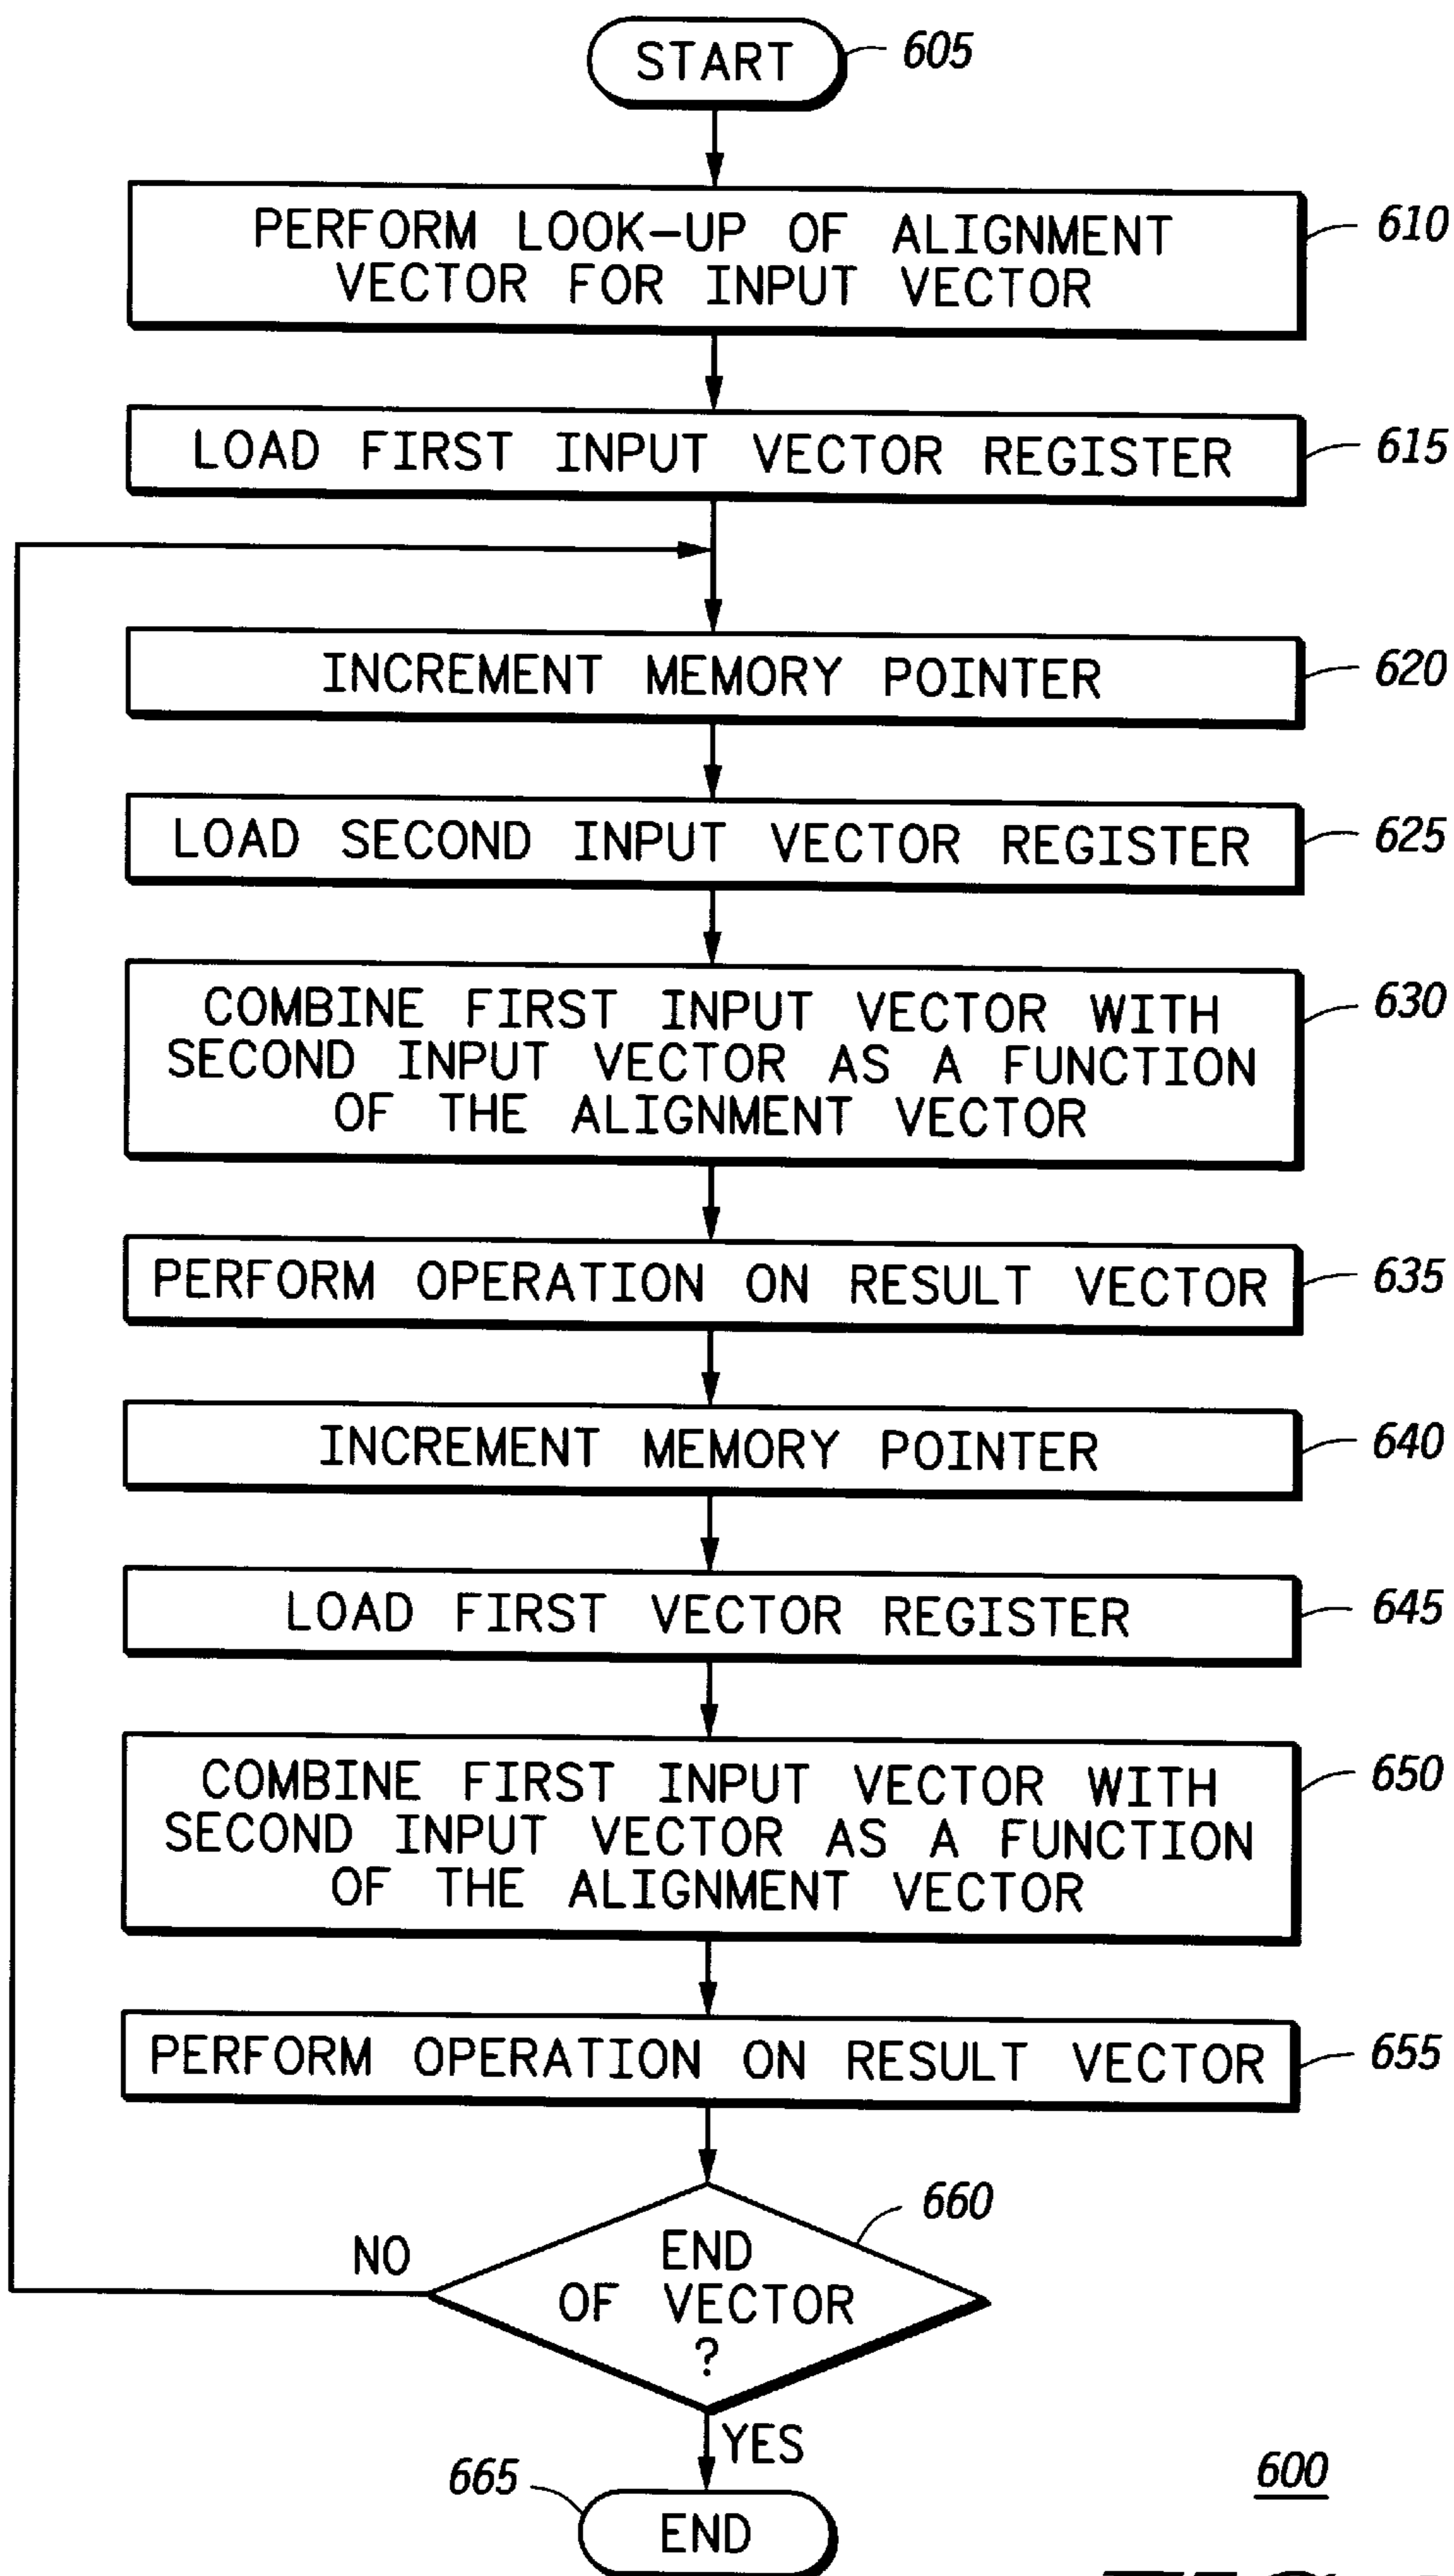 START
605
PERFORM LOOK-UP OF ALIGNMENT
VECTOR FOR INPUT VECTOR
610
LOAD FIRST INPUT VECTOR REGISTER
615
INCREMENT MEMORY POINTER
620
LOAD SECOND INPUT VECTOR REGISTER
625
COMBINE FIRST INPUT VECTOR WITH
SECOND INPUT VECTOR AS A FUNCTION
OF THE ALIGNMENT VECTOR
630
PERFORM OPERATION ON RESULT VECTOR
635
INCREMENT MEMORY POINTER
640
LOAD FIRST VECTOR REGISTER
645
COMBINE FIRST INPUT VECTOR WITH
SECOND INPUT VECTOR AS A FUNCTION
OF THE ALIGNMENT VECTOR
650
PERFORM OPERATION ON RESULT VECTOR
655
660
NO
END
OF VECTOR
?
YES
665
END
600